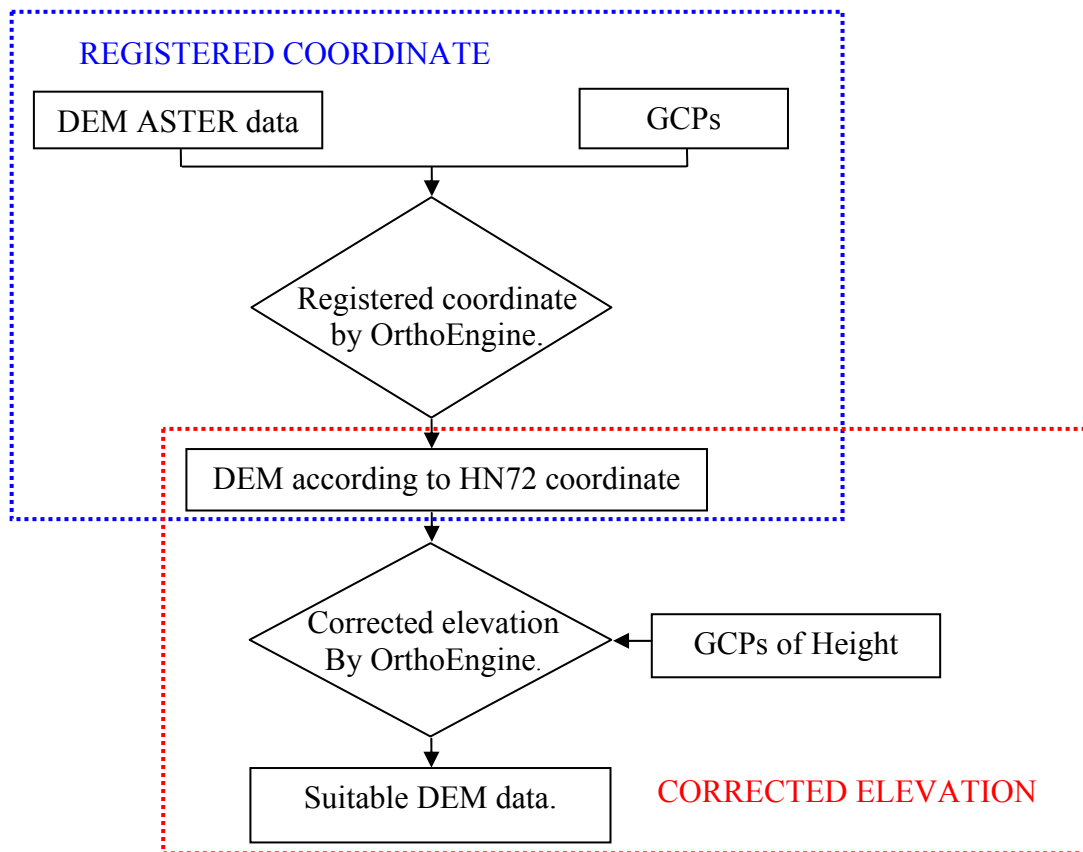 REGISTERED COORDINATE
DEM ASTER data
GCPs
Registered coordinate
by OrthoEngine.
DEM according to HN72 coordinate
Corrected elevation
By OrthoEngine.
GCPs of Height
Suitable DEM data.
CORRECTED ELEVATION